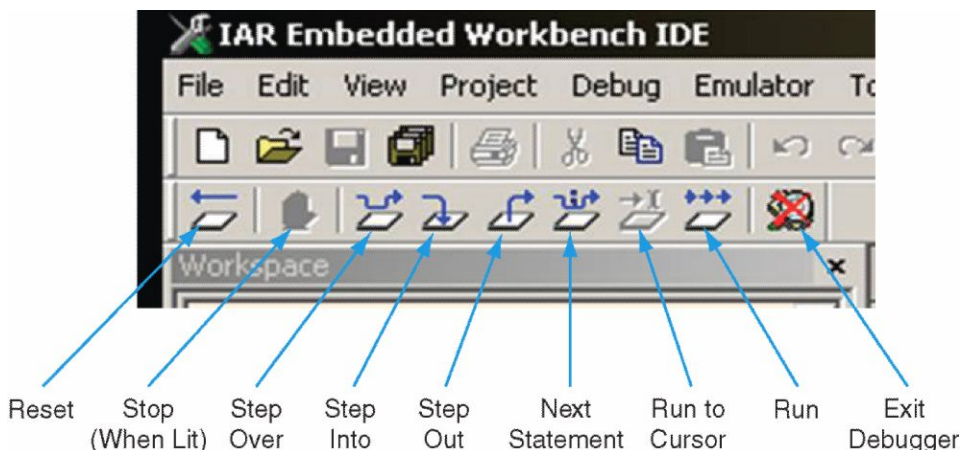 IAR Embedded Workbench IDE
File Edit View Project Debug Emulator
Workspace
Reset Stop Step Step Step Next Run to Run Exit
(When Lit) Over Into Out Statement Cursor Debugger